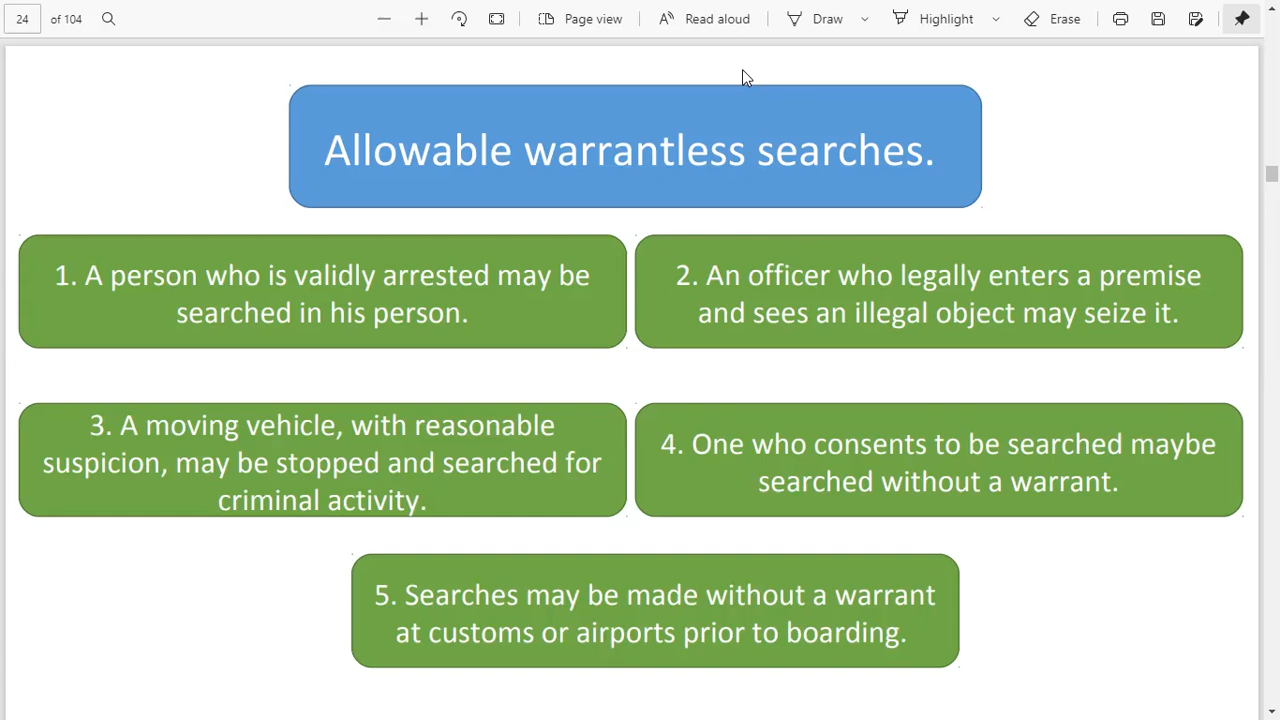 24 of 104 Page view Read aloud Draw Highlight Erase
Allowable warrantless searches.
1. A person who is validly arrested may be
searched in his person.
2. An officer who legally enters a premise
and sees an illegal object may seize it.
3. A moving vehicle, with reasonable
suspicion, may be stopped and searched for
criminal activity.
4. One who consents to be searched maybe
searched without a warrant.
5. Searches may be made without a warrant
at customs or airports prior to boarding.